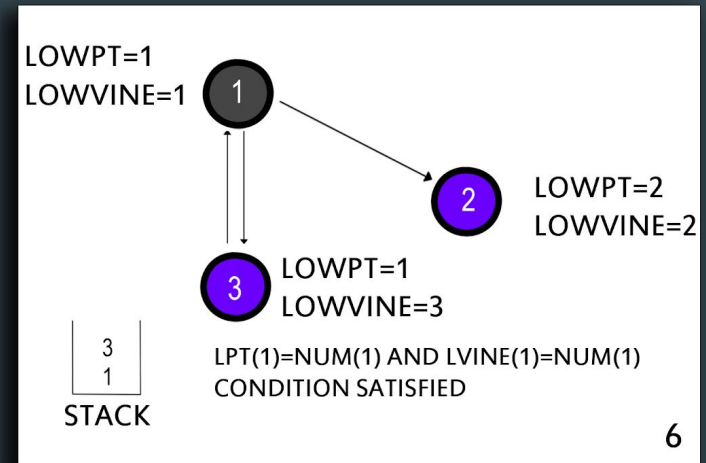 LOWPT=1
LOWVINE=1
1
2
LOWPT=2
LOWVINE=2
3
LOWPT=1
LOWVINE=3
3
1
STACK
LPT(1)=NUM(1) AND LVINE(1)=NUM(1)
CONDITION SATISFIED
6